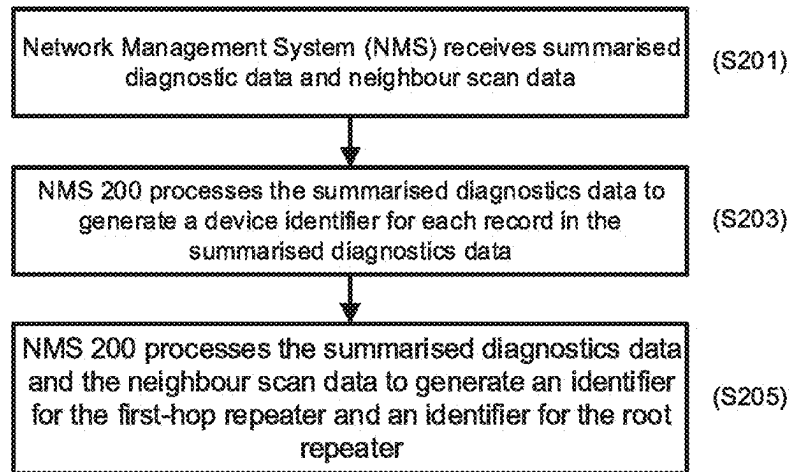 Network Management System (NMS) receives summarised
diagnostic data and neighbour scan data
(S201)
NMS 200 processes the summarised diagnostics data to
generate a device identifier for each record in the
summarised diagnostics data
(S203)
NMS 200 processes the summarised diagnostics data
and the neighbour scan data to generate an identifier
for the first-hop repeater and an identifier for the root
repeater
(S205)